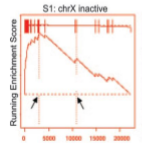 S1: chrX inactive
Running Enrichment Score
0 5000 10000 15000 20000